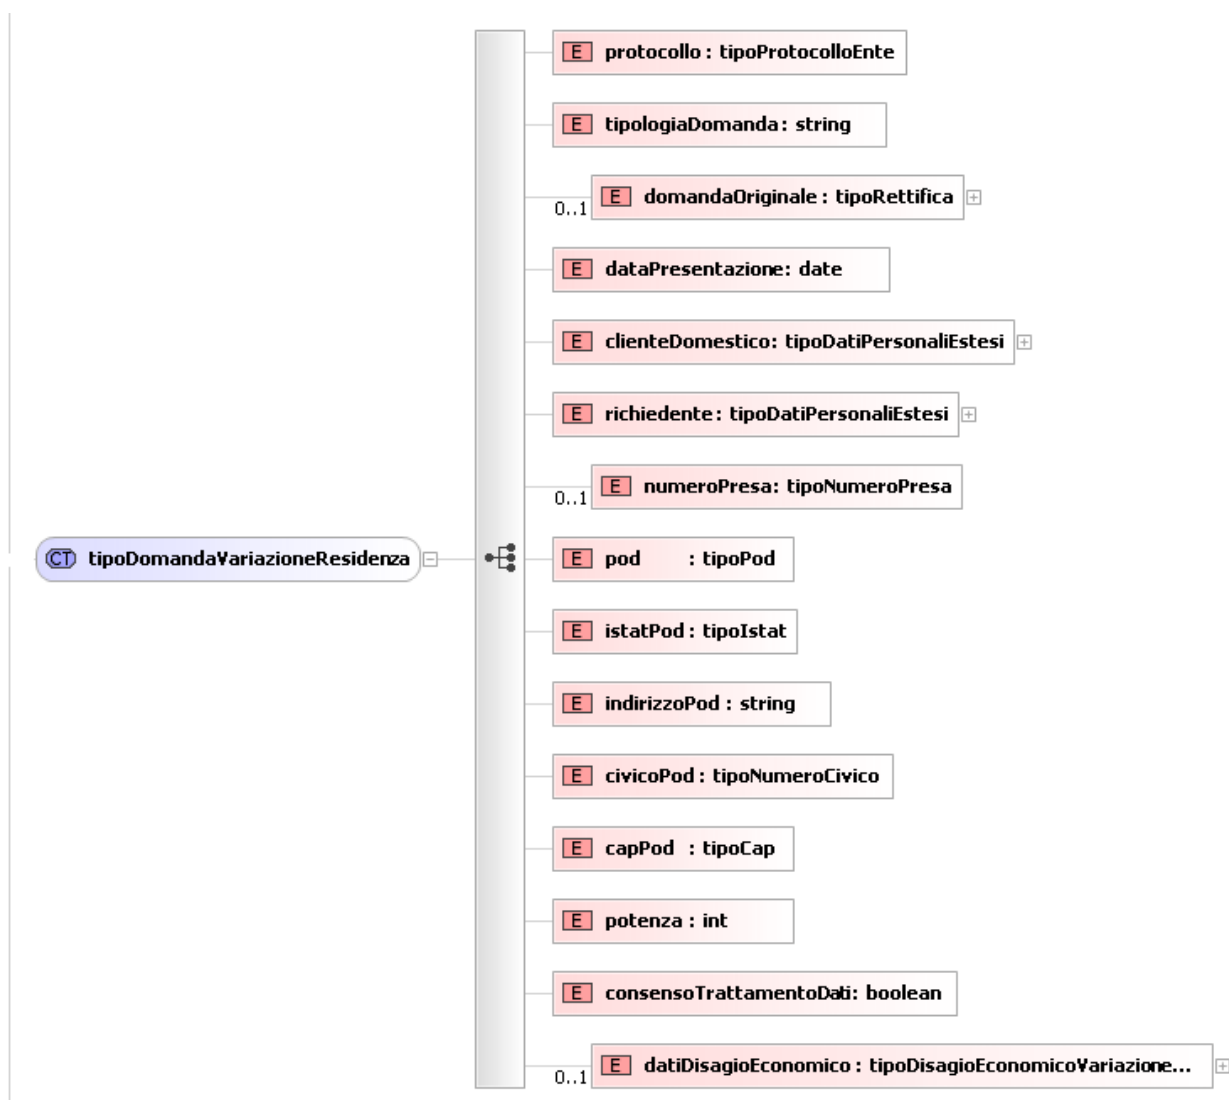 E protocollo : tipoProtocolloEnte
E tipologiaDomanda : string
0..1 E domandaOriginale : tipoRettifica
E dataPresentazione: date
E clienteDomestico: tipoDatiPersonaliEstesi
E richiedente : tipoDatiPersonaliEstesi
0..1 E numeroPresa: tipoNumeroPresa
CT tipoDomandaVariazioneResidenza
E pod : tipoPod
E istatPod : tipoIstat
E indirizzoPod : string
E civicoPod : tipoNumeroCivico
E capPod : tipoCap
E potenza : int
E consensoTrattamentoDati: boolean
0..1 E datiDisagioEconomico : tipoDisagioEconomicoVariazione...